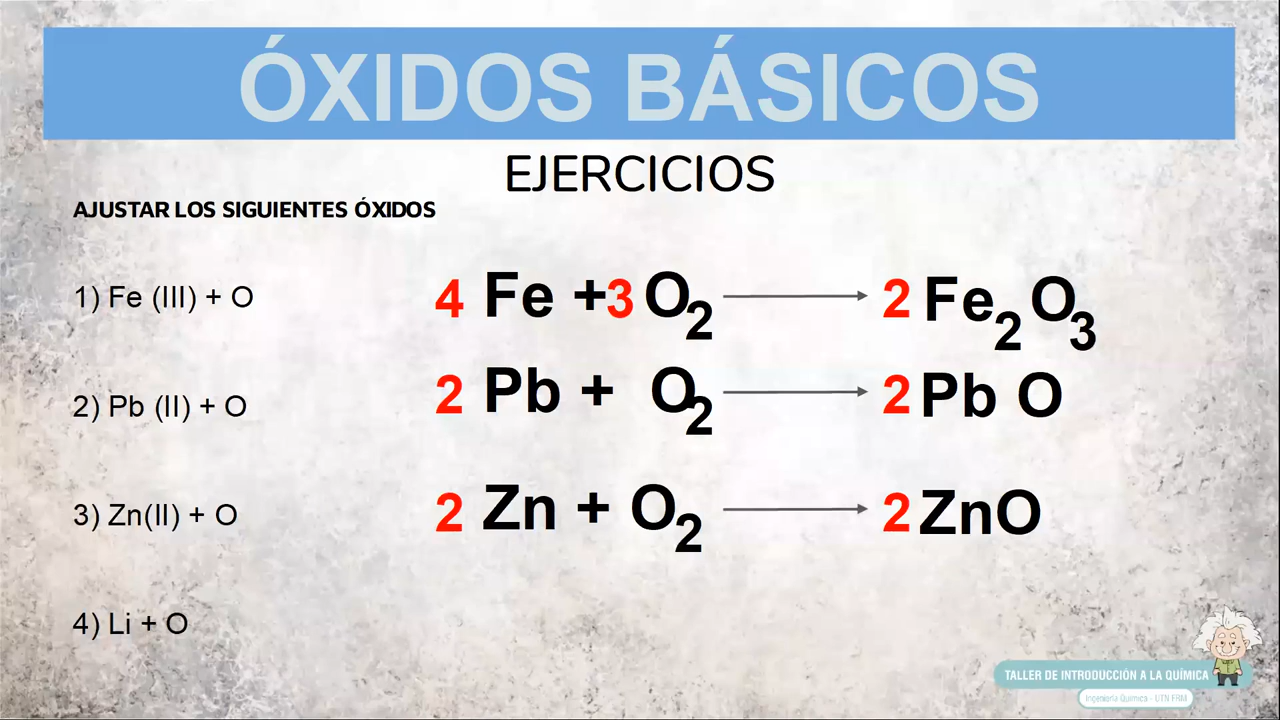 ÓXIDOS BÁSICOS
EJERCICIOS
AJUSTAR LOS SIGUIENTES ÓXIDOS
1) Fe (III) + O
4 Fe +3 O2 → 2 Fe2O3
2) Pb (II) + O
2 Pb + O2 → 2 Pb O
3) Zn(II) + O
2 Zn + O2 → 2 ZnO
4) Li + O
TALLER DE INTRODUCCIÓN A LA QUÍMICA
Ingeniería Química - UTN FRM